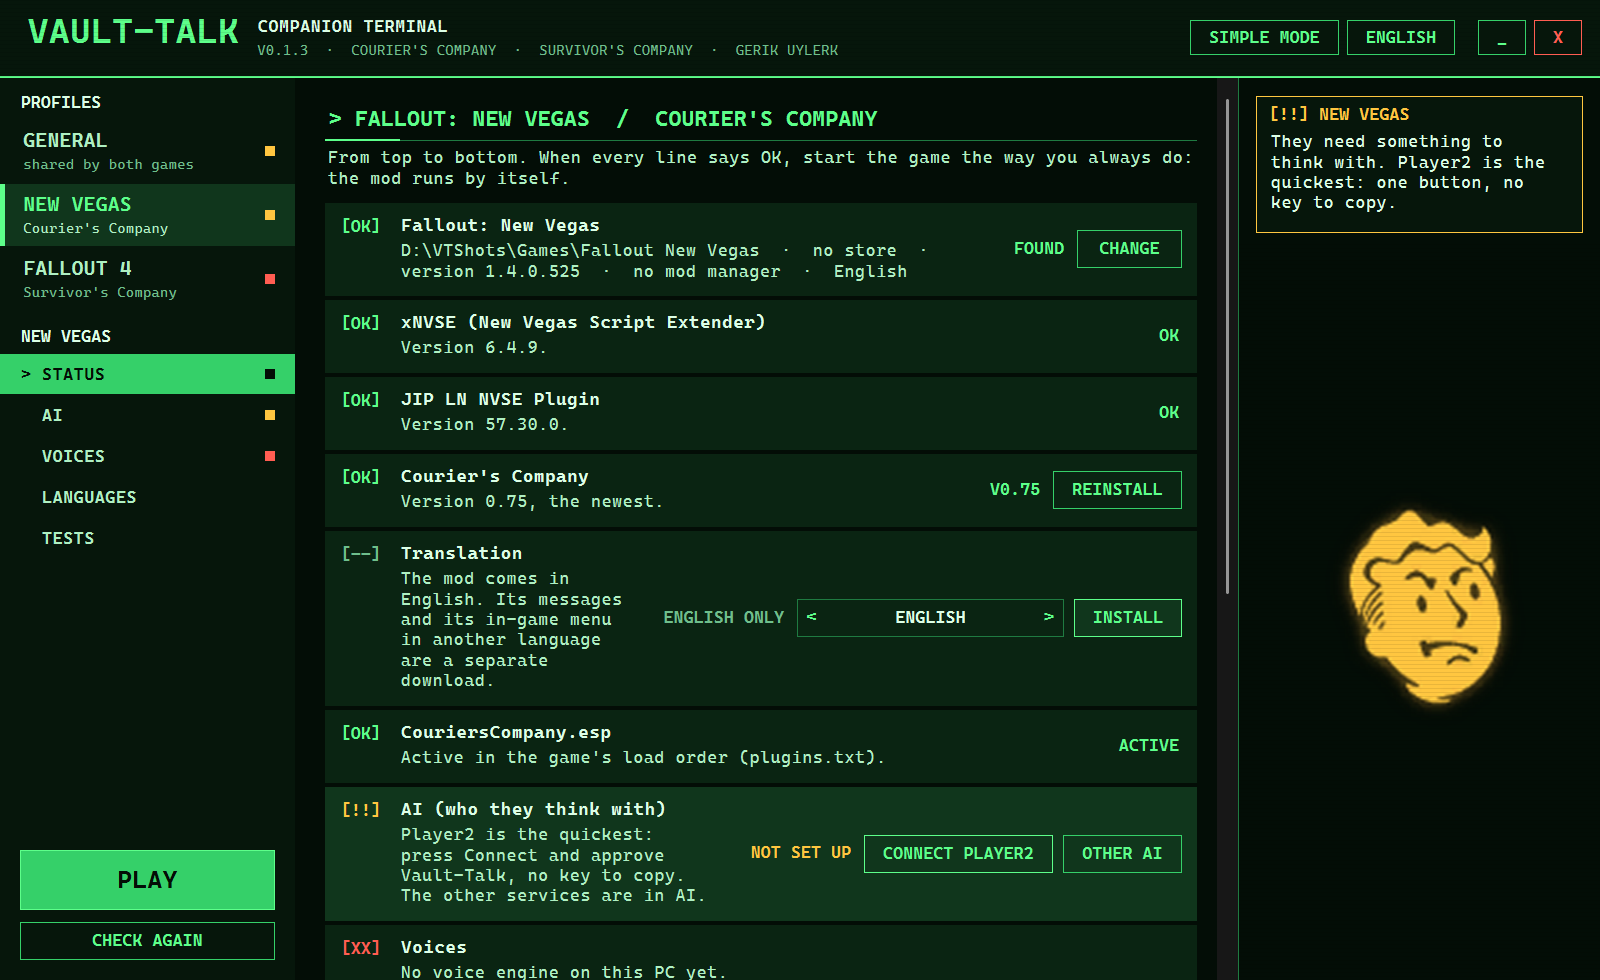 VAULT-TALK
COMPANION TERMINAL
V0.1.3 · COURIER'S COMPANY · SURVIVOR'S COMPANY · GERIK UYLERK
SIMPLE MODE
ENGLISH
_
X
PROFILES
GENERAL
shared by both games
NEW VEGAS
Courier's Company
FALLOUT 4
Survivor's Company
NEW VEGAS
> STATUS
AI
VOICES
LANGUAGES
TESTS
PLAY
CHECK AGAIN
> FALLOUT: NEW VEGAS / COURIER'S COMPANY
From top to bottom. When every line says OK, start the game the way you always do:
the mod runs by itself.
[OK] Fallout: New Vegas
D:\VTShots\Games\Fallout New Vegas · no store ·
version 1.4.0.525 · no mod manager · English
FOUND
CHANGE
[OK] xNVSE (New Vegas Script Extender)
Version 6.4.9.
OK
[OK] JIP LN NVSE Plugin
Version 57.30.0.
OK
[OK] Courier's Company
Version 0.75, the newest.
V0.75
REINSTALL
[--] Translation
The mod comes in
English. Its messages
and its in-game menu
in another language
are a separate
download.
ENGLISH ONLY
< ENGLISH >
INSTALL
[OK] CouriersCompany.esp
Active in the game's load order (plugins.txt).
ACTIVE
[!!] AI (who they think with)
Player2 is the quickest:
press Connect and approve
Vault-Talk, no key to copy.
The other services are in AI.
NOT SET UP
CONNECT PLAYER2
OTHER AI
[XX] Voices
No voice engine on this PC yet.
[!!] NEW VEGAS
They need something to
think with. Player2 is the
quickest: one button, no
key to copy.